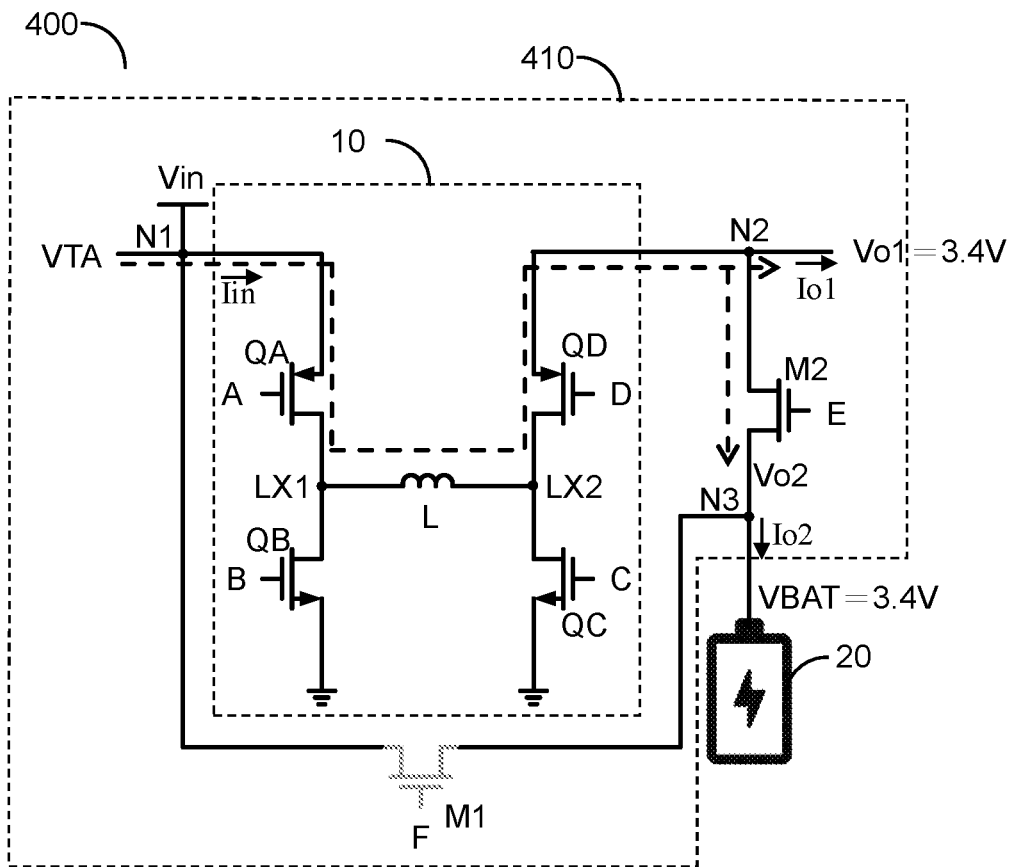 400
410
10
Vin
N1
VTA
Iin
N2
Vo1=3.4V
Io1
QA
A
QD
D
M2
E
LX1
L
LX2
Vo2
N3
Io2
QB
B
C
QC
VBAT=3.4V
20
M1
F